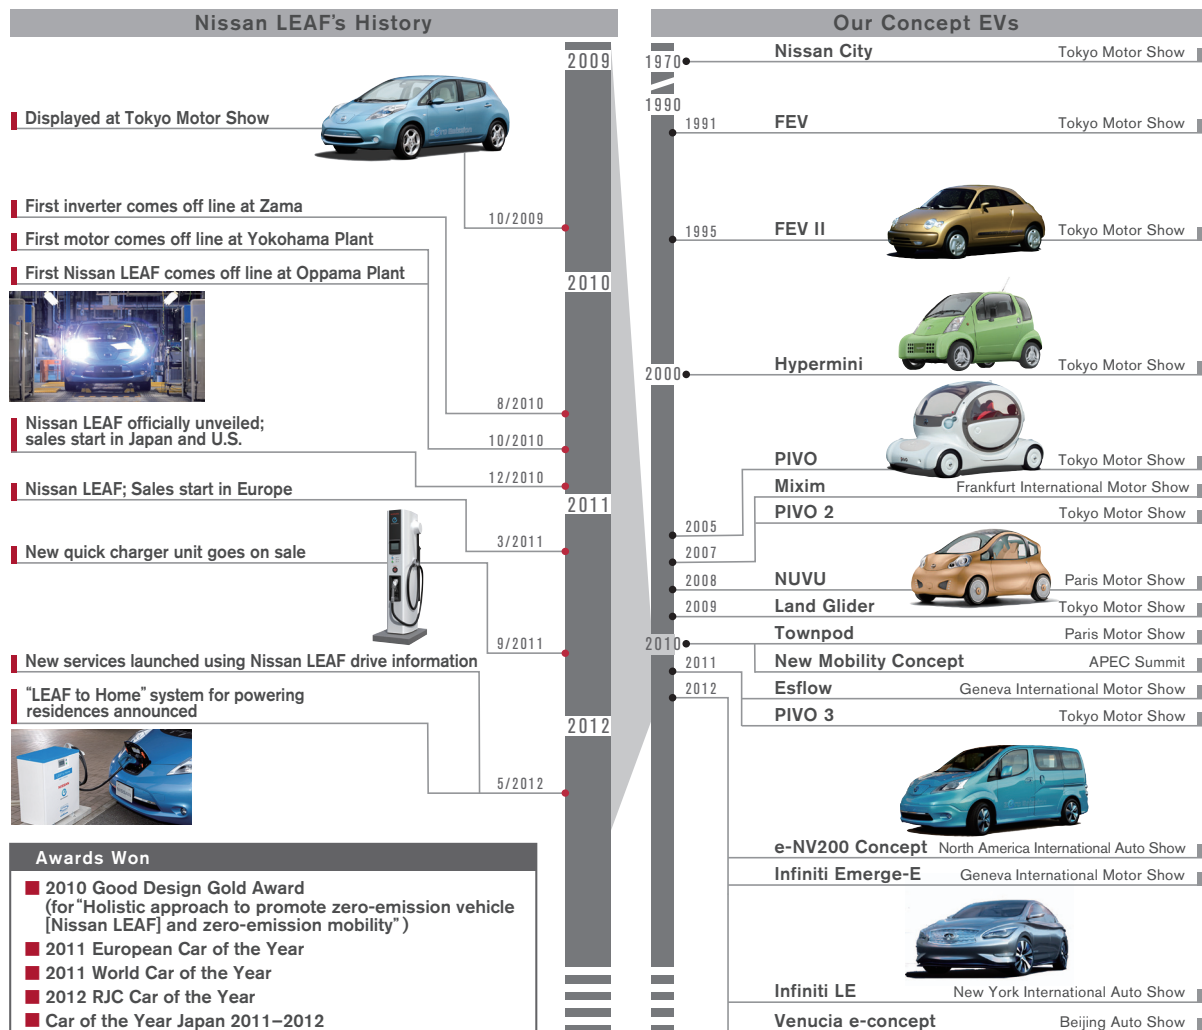 Nissan LEAF's History
2009
Displayed at Tokyo Motor Show
10/2009
First inverter comes off line at Zama
First motor comes off line at Yokohama Plant
First Nissan LEAF comes off line at Oppama Plant
2010
8/2010
10/2010
Nissan LEAF officially unveiled;
sales start in Japan and U.S.
12/2010
Nissan LEAF; Sales start in Europe
2011
3/2011
New quick charger unit goes on sale
9/2011
New services launched using Nissan LEAF drive information
"LEAF to Home" system for powering
residences announced
2012
5/2012
Awards Won
2010 Good Design Gold Award
(for "Holistic approach to promote zero-emission vehicle
[Nissan LEAF] and zero-emission mobility")
2011 European Car of the Year
2011 World Car of the Year
2012 RJC Car of the Year
Car of the Year Japan 2011–2012
Our Concept EVs
1970 Nissan City Tokyo Motor Show
1990
1991 FEV Tokyo Motor Show
1995 FEV II Tokyo Motor Show
2000 Hypermini Tokyo Motor Show
PIVO Tokyo Motor Show
Mixim Frankfurt International Motor Show
PIVO 2 Tokyo Motor Show
2005
2007
2008 NUVU Paris Motor Show
2009 Land Glider Tokyo Motor Show
2010 Townpod Paris Motor Show
New Mobility Concept APEC Summit
2011
2012
Esflow Geneva International Motor Show
PIVO 3 Tokyo Motor Show
e-NV200 Concept North America International Auto Show
Infiniti Emerge-E Geneva International Motor Show
Infiniti LE New York International Auto Show
Venucia e-concept Beijing Auto Show